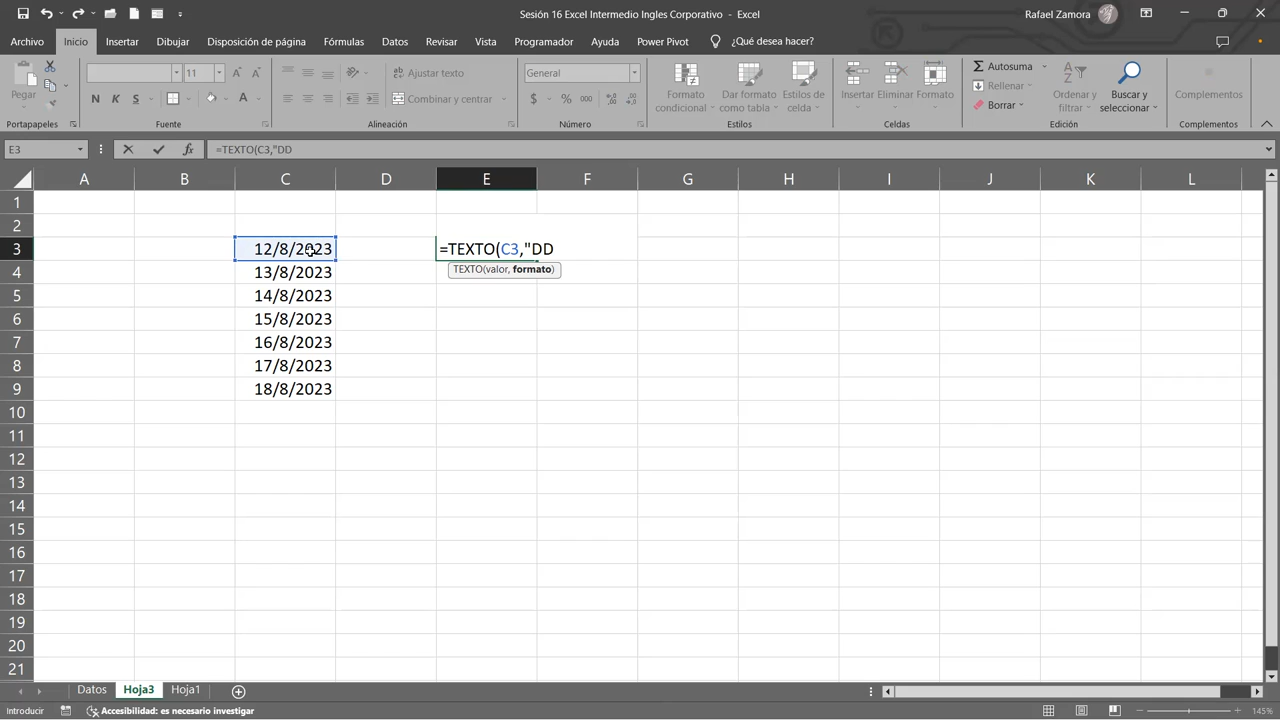 Sesión 16 Excel Intermedio Ingles Corporativo - Excel
Rafael Zamora
Archivo Inicio Insertar Dibujar Disposición de página Fórmulas Datos Revisar Vista Programador Ayuda Power Pivot ¿Qué desea hacer?
Pegar
N K S
Portapapeles
11
A A
A
Fuente
ab
Ajustar texto
Combinar y centrar
Alineación
General
$ % 000
Número
Formato condicional
Dar formato como tabla
Estilos de celda
Estilos
Insertar Eliminar Formato
Celdas
Autosuma
Rellenar
Borrar
Ordenar y filtrar
Buscar y seleccionar
Edición
Complementos
Complementos
E3 fx =TEXTO(C3,"DD
A B C D E F G H I J K L
1
2
3 12/8/2023 =TEXTO(C3,"DD
TEXTO(valor, formato)
4 13/8/2023
5 14/8/2023
6 15/8/2023
7 16/8/2023
8 17/8/2023
9 18/8/2023
10
11
12
13
14
15
16
17
18
19
20
21
Datos Hoja3 Hoja1
Introducir Accesibilidad: es necesario investigar 145%